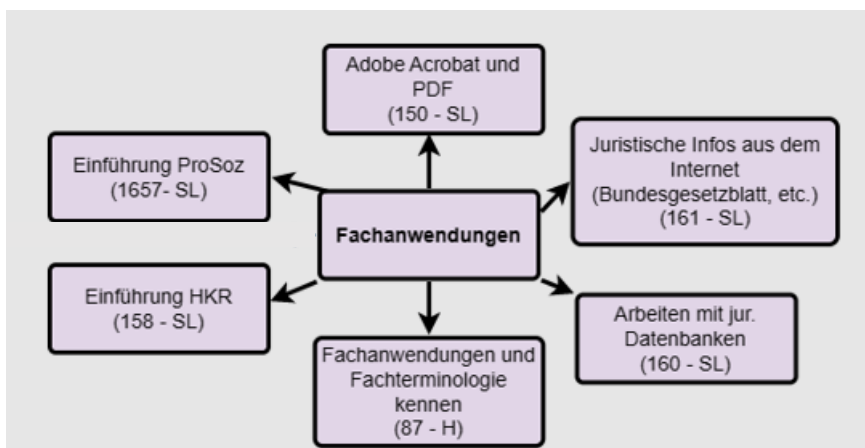 Adobe Acrobat und
PDF
(150 - SL)
Einführung ProSoz
(1657- SL)
Juristische Infos aus dem
Internet
(Bundesgesetzblatt, etc.)
(161 - SL)
Fachanwendungen
Einführung HKR
(158 - SL)
Arbeiten mit jur.
Datenbanken
(160 - SL)
Fachanwendungen und
Fachterminologie
kennen
(87 - H)